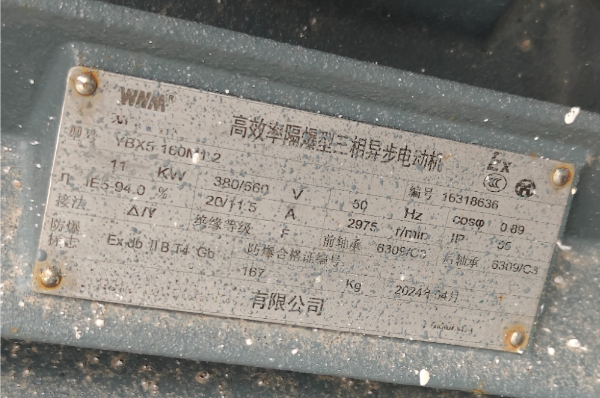 WNM
高效率隔爆型三相异步电动机 Ex
型号 YBX5-160M1-2 编号 16318636
11 KW 380/660 V 50 Hz cosφ 0.89
η IE5-94.0 % 20/11.5 A 2975 r/min IP 55
接法 Δ/Y 绝缘等级 F 前轴承 6309/C3 后轴承 6309/C3
防爆标志 Ex db ⅡB T4 Gb 防爆合格证编号
167 Kg 2024年04月
有限公司